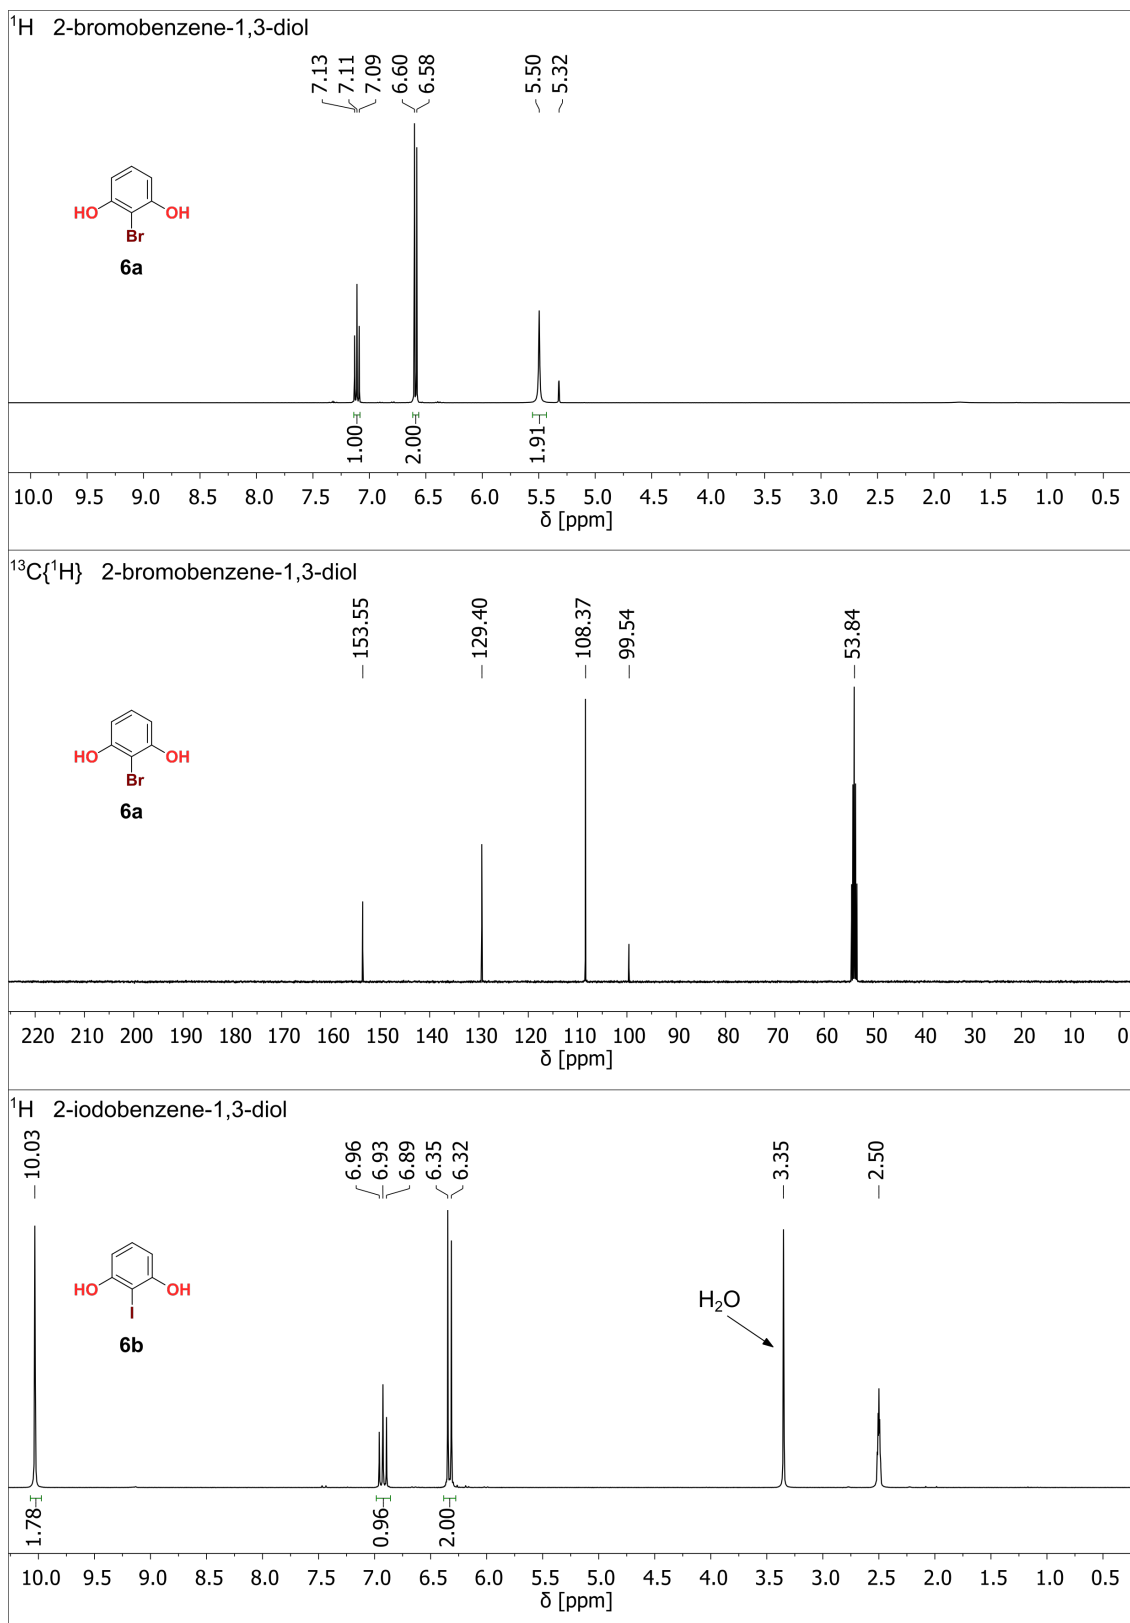 ¹H 2-bromobenzene-1,3-diol
7.13 7.11 7.09 6.60 6.58 5.50 5.32
HO OH
Br
6a
1.00 2.00 1.91
10.0 9.5 9.0 8.5 8.0 7.5 7.0 6.5 6.0 5.5 5.0 4.5 4.0 3.5 3.0 2.5 2.0 1.5 1.0 0.5
δ [ppm]
¹³C{¹H} 2-bromobenzene-1,3-diol
153.55 129.40 108.37 99.54 53.84
HO OH
Br
6a
220 210 200 190 180 170 160 150 140 130 120 110 100 90 80 70 60 50 40 30 20 10 0
δ [ppm]
¹H 2-iodobenzene-1,3-diol
10.03 6.96 6.93 6.89 6.35 6.32 3.35 2.50
HO OH
I
6b
H₂O
1.78 0.96 2.00
10.0 9.5 9.0 8.5 8.0 7.5 7.0 6.5 6.0 5.5 5.0 4.5 4.0 3.5 3.0 2.5 2.0 1.5 1.0 0.5
δ [ppm]